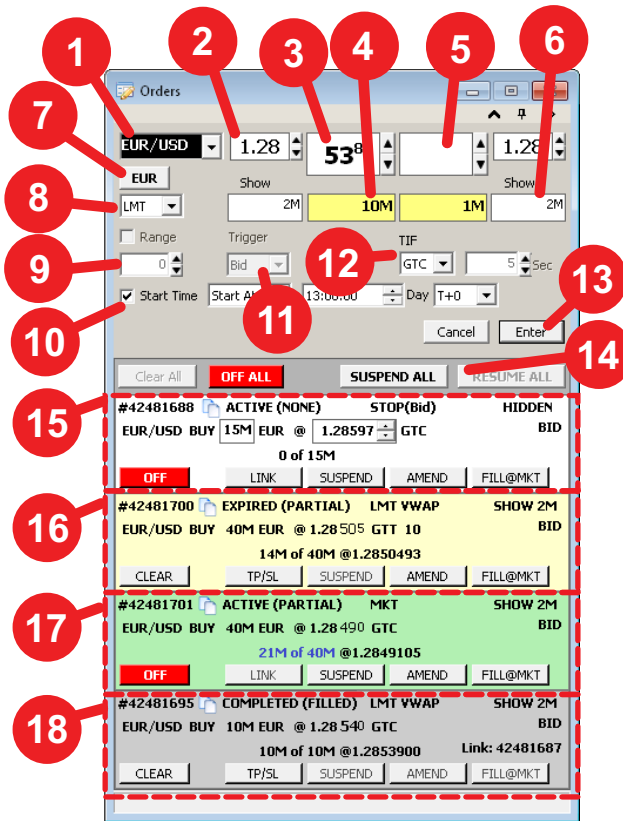 1 2 3 4 5 6
Orders
7
EUR/USD 1.28 53⁸ 1.28
EUR Show Show
8
LMT 2M 10M 1M 2M
Range Trigger TIF
9 0 Bid 12 GTC 5 Sec
13
Start Time 13:00:00 Day T+0
10 11
Cancel Enter
14
Clear All OFF ALL SUSPEND ALL RESUME ALL
15
#42481688 ACTIVE (NONE) STOP(Bid) HIDDEN
EUR/USD BUY 15M EUR @ 1.28597 GTC BID
0 of 15M
OFF LINK SUSPEND AMEND FILL@MKT
16
#42481700 EXPIRED (PARTIAL) LMT VWAP SHOW 2M
EUR/USD BUY 40M EUR @ 1.28 505 GTT 10 BID
14M of 40M @1.2850493
CLEAR TP/SL SUSPEND AMEND FILL@MKT
17
#42481701 ACTIVE (PARTIAL) MKT SHOW 2M
EUR/USD BUY 40M EUR @ 1.28 490 GTC BID
21M of 40M @1.2849105
OFF LINK SUSPEND AMEND FILL@MKT
18
#42481695 COMPLETED (FILLED) LMT VWAP SHOW 2M
EUR/USD BUY 10M EUR @ 1.28 540 GTC BID
10M of 10M @1.2853900 Link: 42481687
CLEAR TP/SL SUSPEND AMEND FILL@MKT